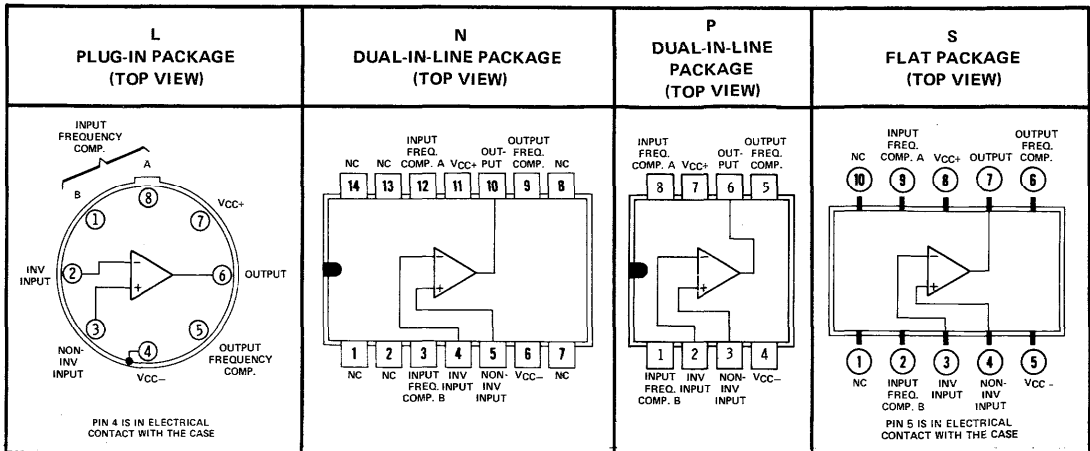 L
PLUG-IN PACKAGE
(TOP VIEW)
INPUT
FREQUENCY
COMP.
A
B
8
1
7
VCC+
INV
INPUT
2
−
6
OUTPUT
+
3
5
NON-
INV
INPUT
4
OUTPUT
FREQUENCY
COMP.
VCC−
PIN 4 IS IN ELECTRICAL
CONTACT WITH THE CASE
N
DUAL-IN-LINE PACKAGE
(TOP VIEW)
INPUT OUTPUT
FREQ. OUT- FREQ.
NC NC COMP. A VCC+ PUT COMP. NC
14 13 12 11 10 9 8
−
+
1 2 3 4 5 6 7
NC NC INPUT INV NON- VCC− NC
FREQ. INPUT INV
COMP. B INPUT
P
DUAL-IN-LINE
PACKAGE
(TOP VIEW)
INPUT OUTPUT
FREQ. OUT- FREQ.
COMP. A VCC+ PUT COMP.
8 7 6 5
−
+
1 2 3 4
INPUT INV NON- VCC−
FREQ. INPUT INV
COMP. B INPUT
S
FLAT PACKAGE
(TOP VIEW)
INPUT OUTPUT
FREQ. FREQ.
NC COMP. A VCC+ OUTPUT COMP.
10 9 8 7 6
−
+
1 2 3 4 5
NC INPUT INV NON- VCC -
FREQ. INPUT INV
COMP. B INPUT
PIN 5 IS IN ELECTRICAL
CONTACT WITH THE CASE